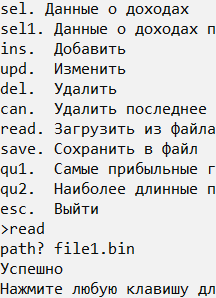 sel. Данные о доходах
sel1. Данные о доходах п
ins.  Добавить
upd.  Изменить
del.  Удалить
can.  Удалить последнее
read. Загрузить из файла
save. Сохранить в файл
qu1.  Самые прибыльные г
qu2.  Наиболее длинные п
esc.  Выйти
>read
path? file1.bin
Успешно
Нажмите любую клавишу дл